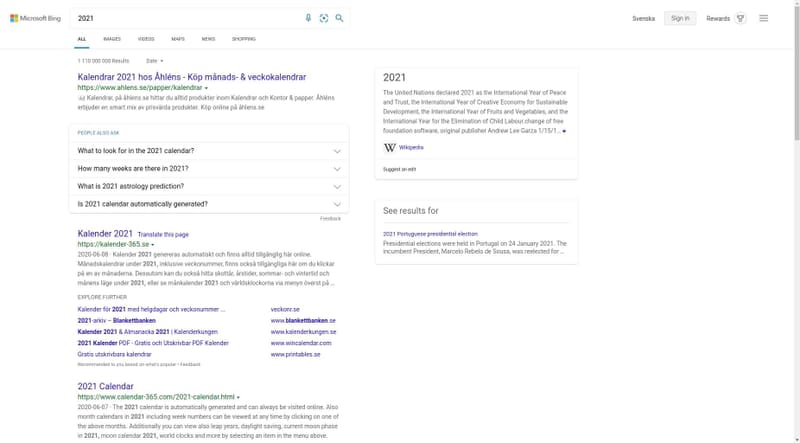 Microsoft Bing
2021
Svenska
Sign in
Rewards
ALL
IMAGES
VIDEOS
MAPS
NEWS
SHOPPING
1 110 000 000 Results
Date
Kalendrar 2021 hos Åhléns - Köp månads- & veckokalendrar
https://www.ahlens.se/papper/kalendrar
Ad Kalendrar, på åhlens.se hittar du alltid produkter inom Kalendrar och Kontor & papper. Åhléns
erbjuder en smart mix av prisvärda produkter. Köp online på åhlens.se
PEOPLE ALSO ASK
What to look for in the 2021 calendar?
How many weeks are there in 2021?
What is 2021 astrology prediction?
Is 2021 calendar automatically generated?
Feedback
Kalender 2021 Translate this page
https://kalender-365.se
2020-06-08 · Kalender 2021 genereras automatiskt och finns alltid tillgänglig här online.
Månadskalendrar under 2021, inklusive veckonummer, finns också tillgängliga här om du klickar
på en av månaderna. Dessutom kan du också hitta skottår, årstider, sommar- och vintertid och
månens läge under 2021, eller se månkalender 2021 och världsklockorna via menyn överst på ...
EXPLORE FURTHER
Kalender för 2021 med helgdagar och veckonummer ... veckonr.se
2021-arkiv – Blankettbanken www.blankettbanken.se
Kalender 2021 & Almanacka 2021 | Kalenderkungen www.kalenderkungen.se
2021 Kalender PDF - Gratis och Utskrivbar PDF Kalender www.wincalendar.com
Gratis utskrivbara kalendrar www.printables.se
Recommended to you based on what's popular • Feedback
2021 Calendar
https://www.calendar-365.com/2021-calendar.html
2020-06-07 · The 2021 calendar is automatically generated and can always be visited online. Also
month calendars in 2021 including week numbers can be viewed at any time by clicking on one of
the above months. Additionally you can view also leap years, daylight saving, current moon phase
in 2021, moon calendar 2021, world clocks and more by selecting an item in the menu above.
2021
The United Nations declared 2021 as the International Year of Peace
and Trust, the International Year of Creative Economy for Sustainable
Development, the International Year of Fruits and Vegetables, and the
International Year for the Elimination of Child Labour.change of free
foundation software, original publisher Andrew Lee Garza 1/15/1...
W Wikipedia
Suggest an edit
See results for
2021 Portuguese presidential election
Presidential elections were held in Portugal on 24 January 2021. The
incumbent President, Marcelo Rebelo de Sousa, was reelected for ...